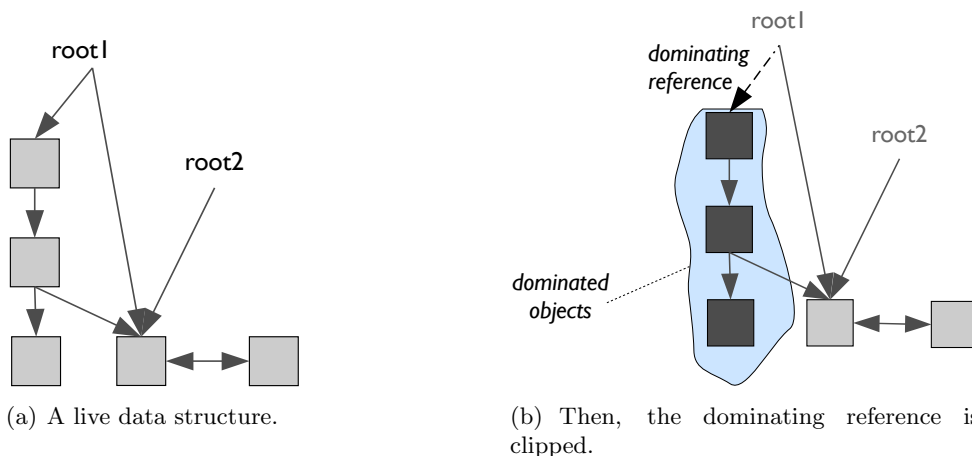 root1
root2
(a) A live data structure.
root1
dominating
reference
root2
dominated
objects
(b) Then, the dominating reference is
clipped.